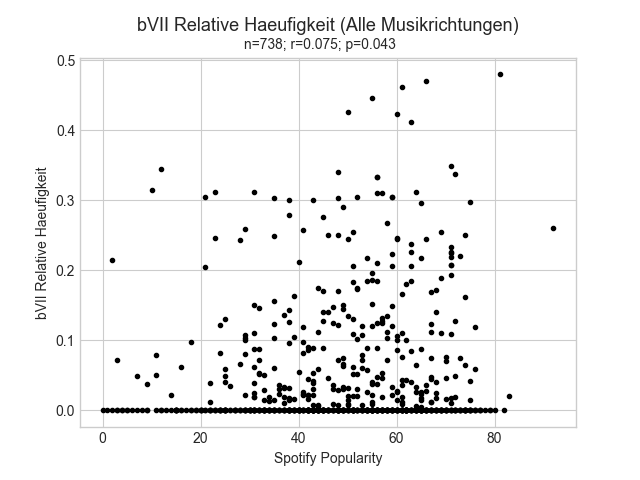 bVII Relative Haeufigkeit (Alle Musikrichtungen)
n=738; r=0.075; p=0.043
bVII Relative Haeufigkeit
0.5
0.4
0.3
0.2
0.1
0.0
0 20 40 60 80
Spotify Popularity